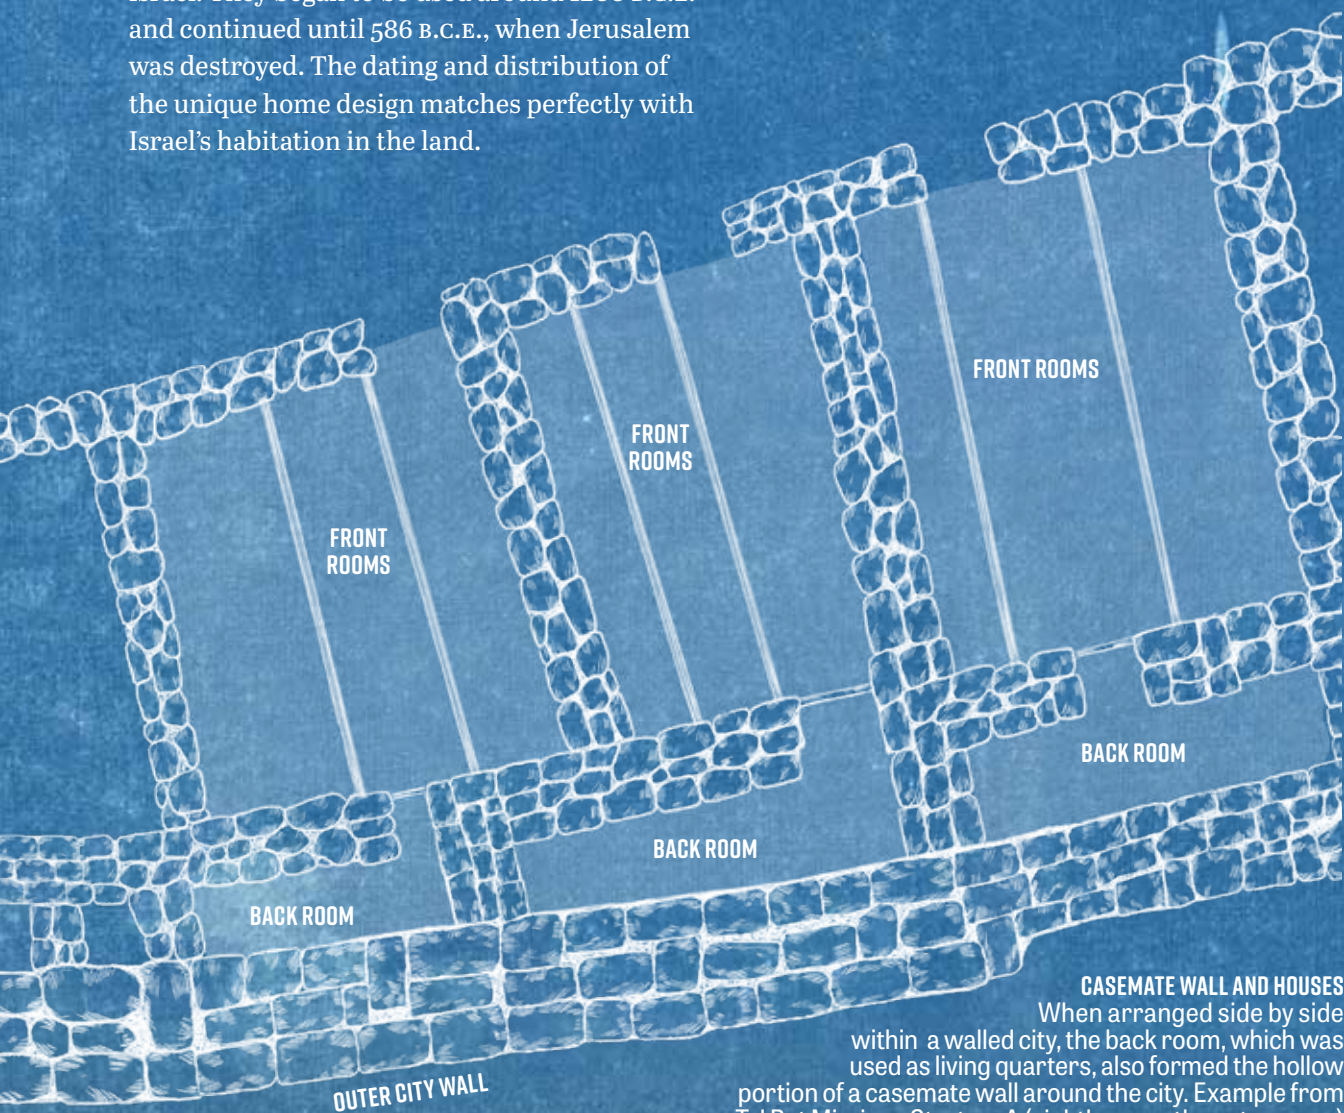 and continued until 586 B.C.E., when Jerusalem
was destroyed. The dating and distribution of
the unique home design matches perfectly with
Israel’s habitation in the land.
FRONT ROOMS
FRONT
ROOMS
FRONT
ROOMS
BACK ROOM
BACK ROOM
BACK ROOM
OUTER CITY WALL
CASEMATE WALL AND HOUSES
When arranged side by side
within a walled city, the back room, which was
used as living quarters, also formed the hollow
portion of a casemate wall around the city. Example from